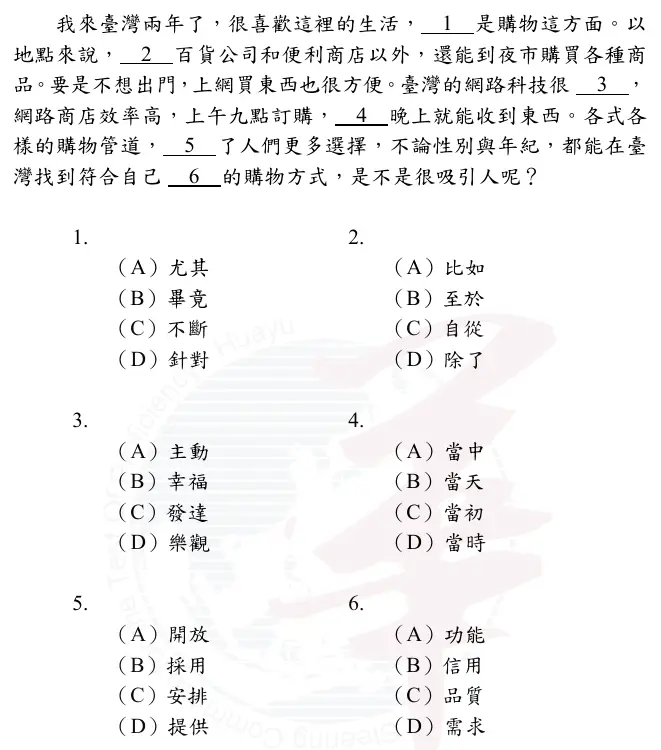 我來臺灣兩年了，很喜歡這裡的生活，__1__是購物這方面。以
地點來說，__2__百貨公司和便利商店以外，還能到夜市購買各種商
品。要是不想出門，上網買東西也很方便。臺灣的網路科技很__3__，
網路商店效率高，上午九點訂購，__4__晚上就能收到東西。各式各
樣的購物管道，__5__了人們更多選擇，不論性別與年紀，都能在臺
灣找到符合自己__6__的購物方式，是不是很吸引人呢？
1.
（A）尤其
（B）畢竟
（C）不斷
（D）針對
2.
（A）比如
（B）至於
（C）自從
（D）除了
3.
（A）主動
（B）幸福
（C）發達
（D）樂觀
4.
（A）當中
（B）當天
（C）當初
（D）當時
5.
（A）開放
（B）採用
（C）安排
（D）提供
6.
（A）功能
（B）信用
（C）品質
（D）需求
華
Huayu
Steering